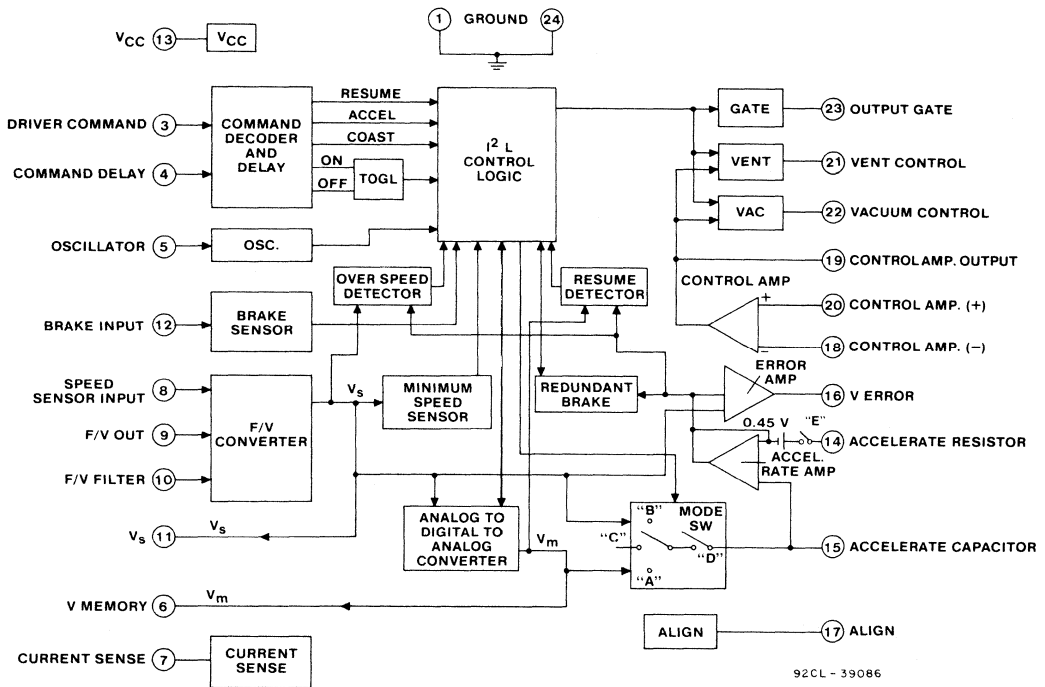 1 GROUND 24
VCC 13 VCC
RESUME
ACCEL
COAST
ON
OFF
TOGL
DRIVER COMMAND 3
COMMAND DELAY 4
COMMAND
DECODER
AND
DELAY
I2 L
CONTROL
LOGIC
GATE 23 OUTPUT GATE
VENT 21 VENT CONTROL
VAC 22 VACUUM CONTROL
OSCILLATOR 5 OSC.
19 CONTROL AMP. OUTPUT
OVER SPEED
DETECTOR
RESUME
DETECTOR
CONTROL AMP
+
−
20 CONTROL AMP. (+)
18 CONTROL AMP. (−)
BRAKE INPUT 12
BRAKE
SENSOR
SPEED
SENSOR INPUT 8
F/V OUT 9
F/V FILTER 10
F/V
CONVERTER
Vs
MINIMUM
SPEED
SENSOR
REDUNDANT
BRAKE
ERROR
AMP
16 V ERROR
0.45 V "E"
14 ACCELERATE RESISTOR
ACCEL.
RATE AMP
Vs 11 Vs
ANALOG TO
DIGITAL TO
ANALOG
CONVERTER
Vm
"B" MODE
SW
"C"
"D"
"A"
15 ACCELERATE CAPACITOR
V MEMORY 6 Vm
ALIGN 17 ALIGN
CURRENT SENSE 7
CURRENT
SENSE
92CL-39086